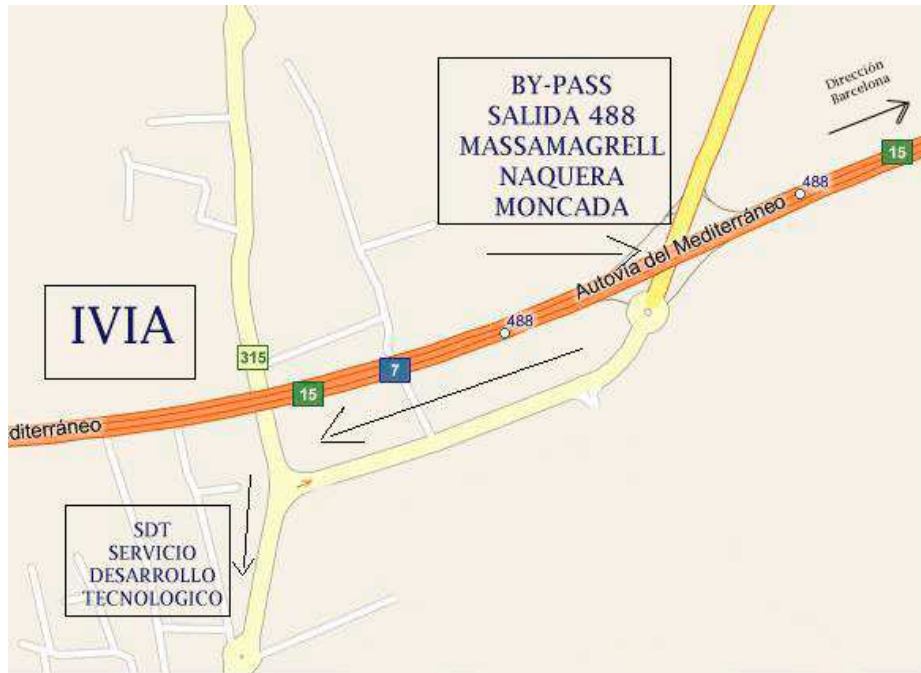 BY-PASS
SALIDA 488
MASSAMAGRELL
NAQUERA
MONCADA
Dirección
Barcelona
15
488
Autovía del Mediterráneo
488
IVIA
315
7
15
diterráneo
SDT
SERVICIO
DESARROLLO
TECNOLOGICO